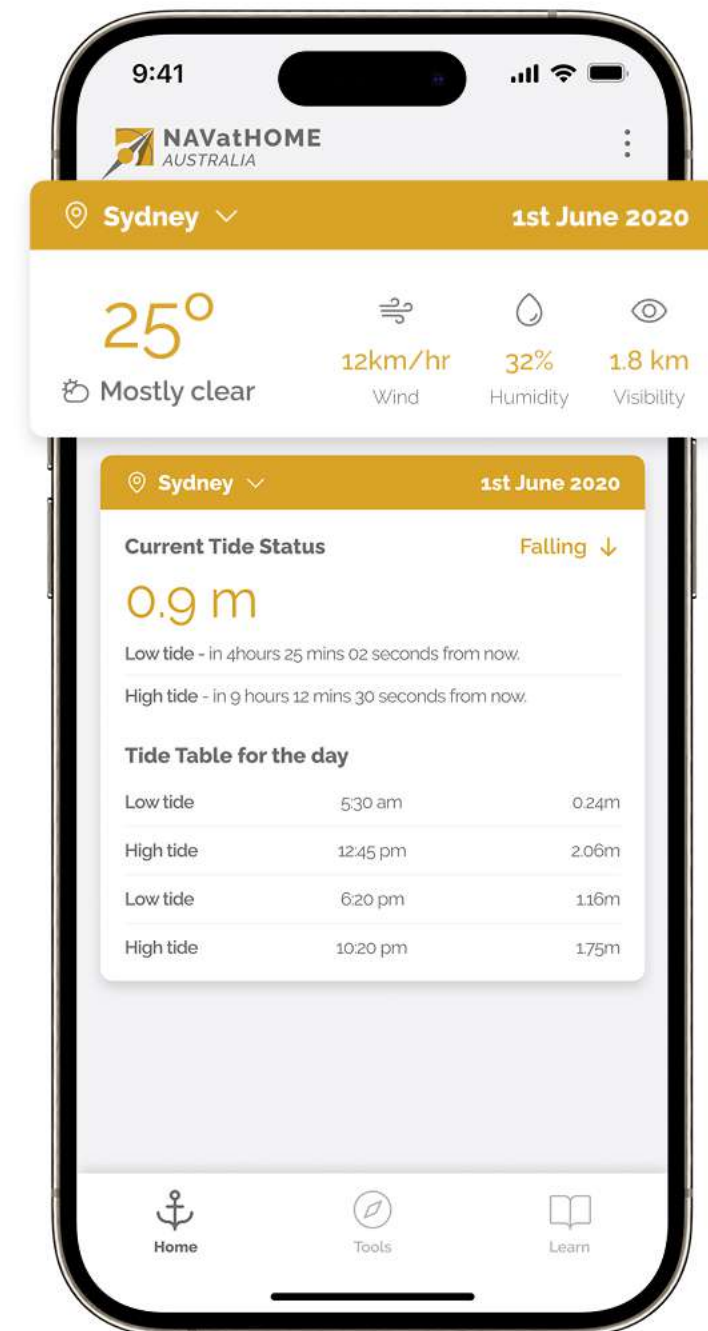 9:41
NAVatHOME
AUSTRALIA
Sydney 1st June 2020
25°
Mostly clear
12km/hr 32% 1.8 km
Wind Humidity Visibility
Sydney 1st June 2020
Current Tide Status Falling ↓
0.9 m
Low tide - in 4hours 25 mins 02 seconds from now.
High tide - in 9 hours 12 mins 30 seconds from now.
Tide Table for the day
Low tide 5:30 am 0.24m
High tide 12:45 pm 2.06m
Low tide 6:20 pm 1.16m
High tide 10:20 pm 1.75m
Home Tools Learn